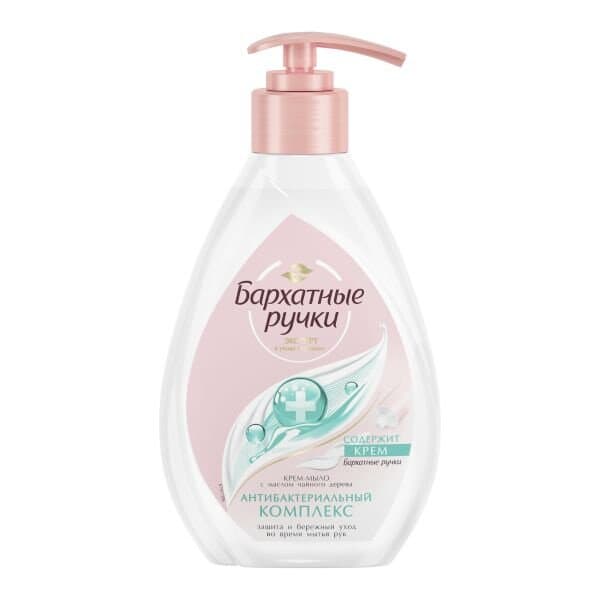 Бархатные
ручки
ЭКСПЕРТ
СОДЕРЖИТ
КРЕМ
Бархатные ручки
КРЕМ-МЫЛО
с маслом чайного дерева
АНТИБАКТЕРИАЛЬНЫЙ
КОМПЛЕКС
защита и бережный уход
во время мытья рук